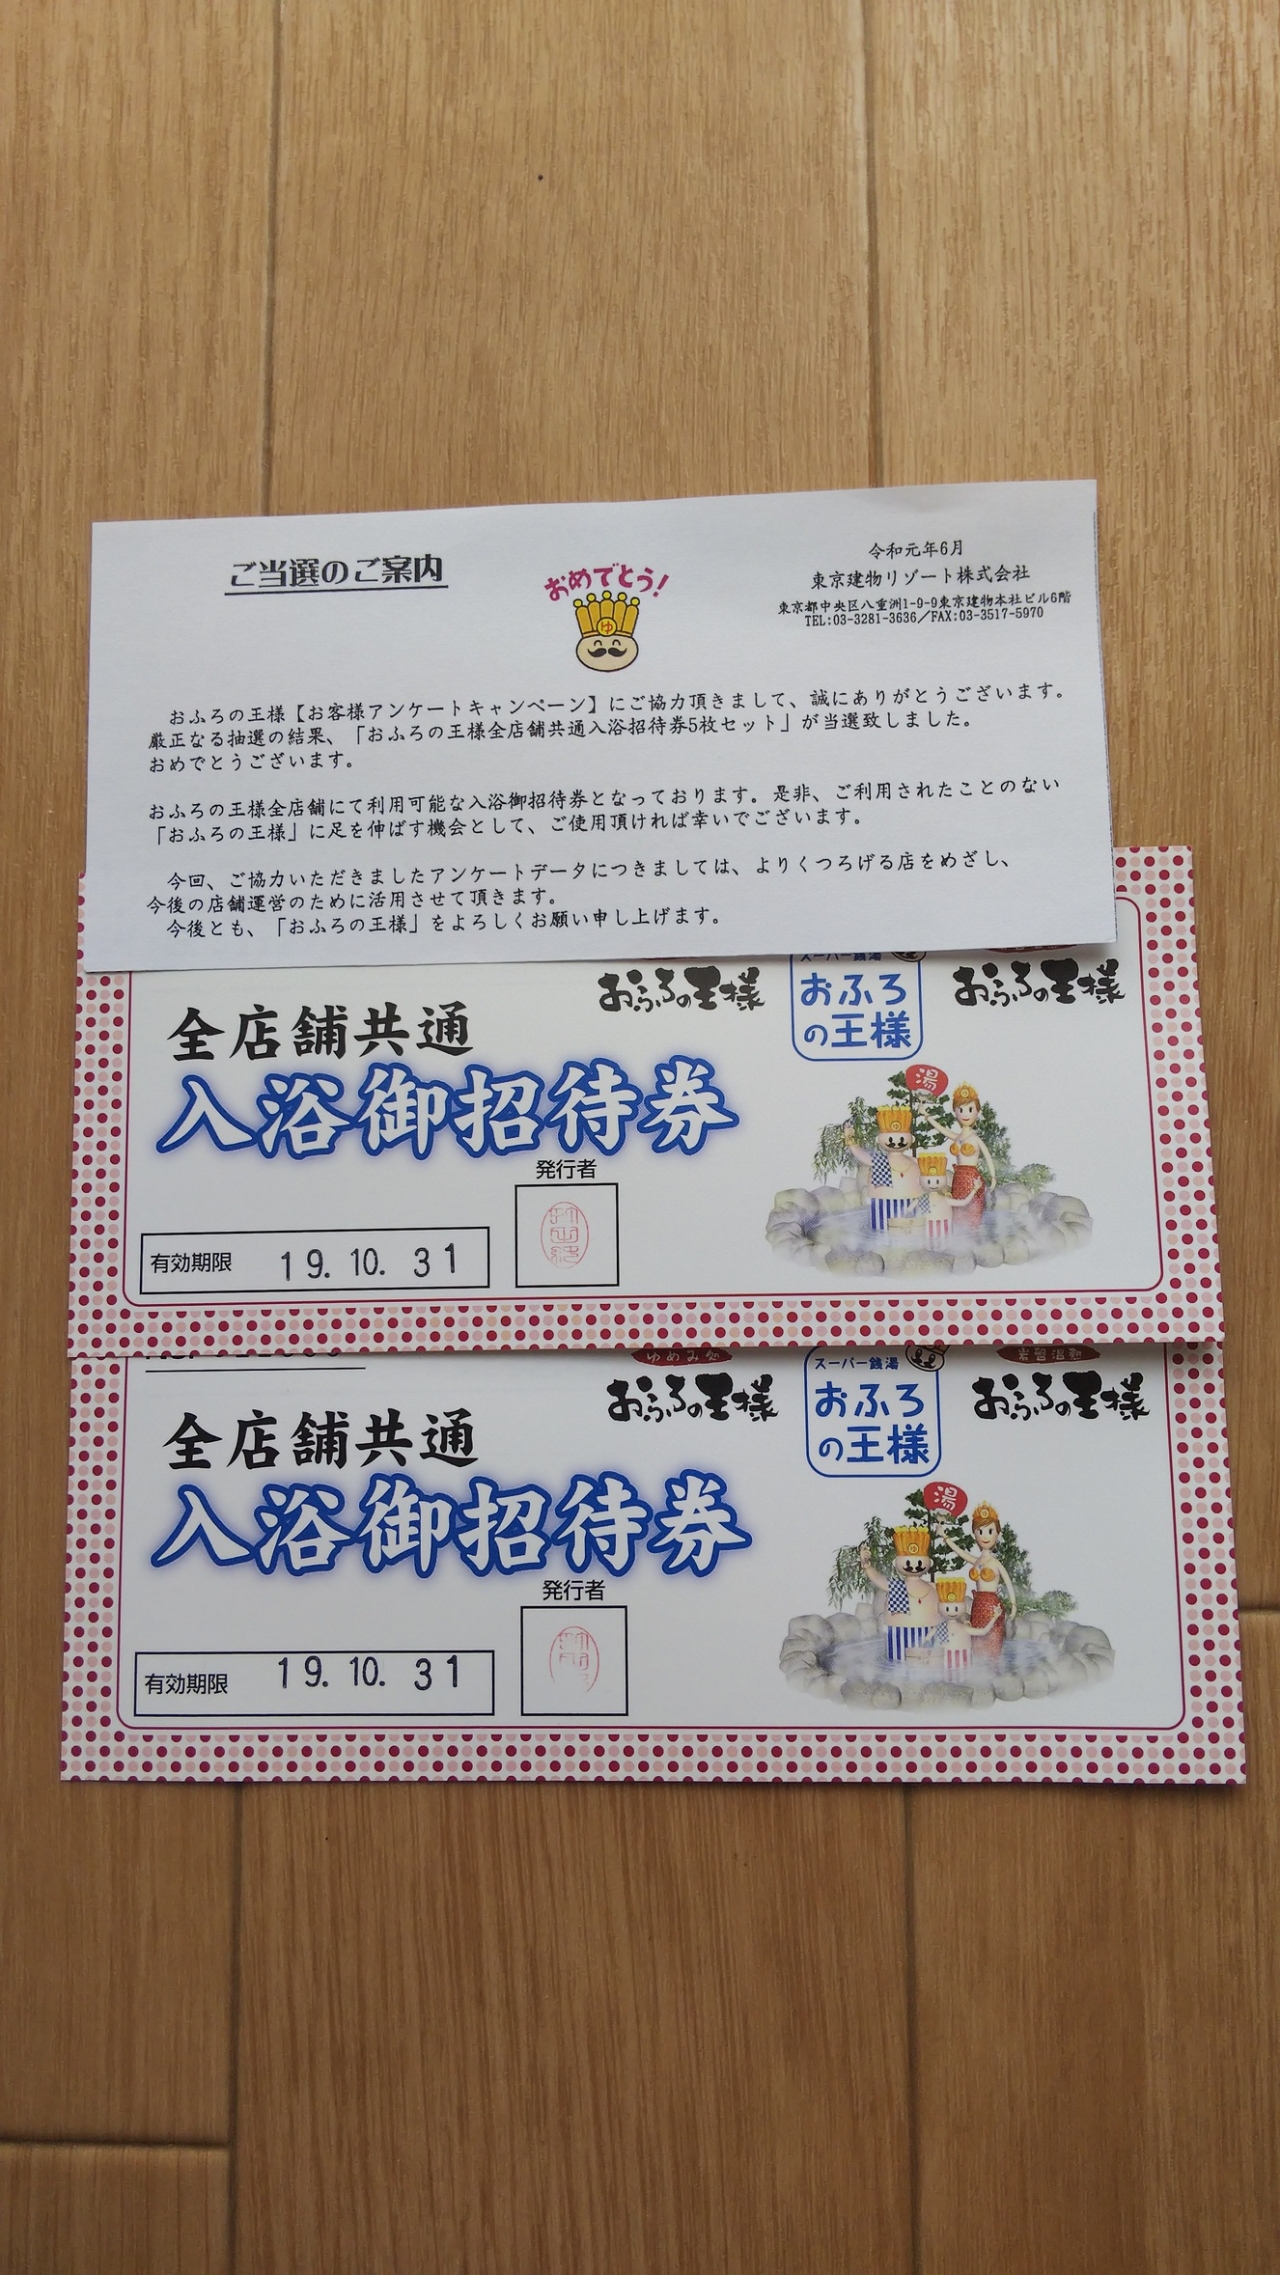 ご当選のご案内
おめでとう!
ゆ
令和元年6月
東京建物リゾート株式会社
東京都中央区八重洲1-9-9東京建物本社ビル6階
TEL:03-3281-3636/FAX:03-3517-5970
おふろの王様【お客様アンケートキャンペーン】にご協力頂きまして、誠にありがとうございます。
厳正なる抽選の結果、「おふろの王様全店舗共通入浴招待券5枚セット」が当選致しました。
おめでとうございます。
おふろの王様全店舗にて利用可能な入浴御招待券となっております。是非、ご利用されたことのない
「おふろの王様」に足を伸ばす機会として、ご使用頂ければ幸いでございます。
今回、ご協力いただきましたアンケートデータにつきましては、よりくつろげる店をめざし、
今後の店舗運営のために活用させて頂きます。
今後とも、「おふろの王様」をよろしくお願い申し上げます。
おふろの王様
スーパー銭湯
おふろ
の王様
おふろの王様
全店舗共通
入浴御招待券
湯
発行者
有効期限 19.10.31
ゆめみ処
おふろの王様
スーパー銭湯
おふろ
の王様
岩盤温熱
おふろの王様
全店舗共通
入浴御招待券
湯
発行者
有効期限 19.10.31